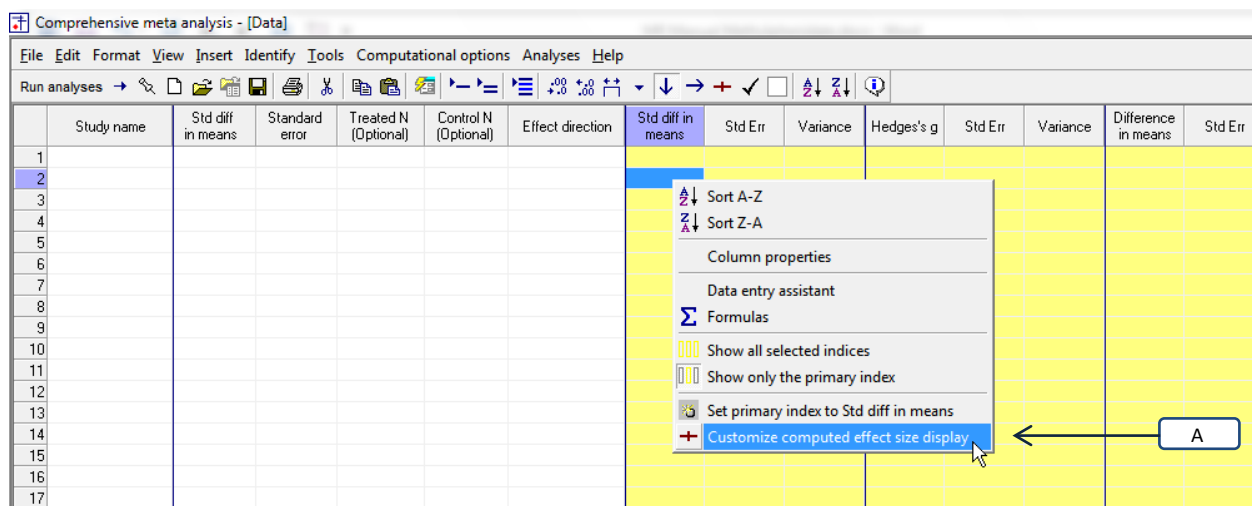 Comprehensive meta analysis - [Data]
File Edit Format View Insert Identify Tools Computational options Analyses Help
Run analyses
Study name
Std diff
in means
Standard
error
Treated N
(Optional)
Control N
(Optional)
Effect direction
Std diff in
means
Std Err
Variance
Hedges's g
Std Err
Variance
Difference
in means
Std Err
1
2
3
4
5
6
7
8
9
10
11
12
13
14
15
16
17
Sort A-Z
Sort Z-A
Column properties
Data entry assistant
Formulas
Show all selected indices
Show only the primary index
Set primary index to Std diff in means
Customize computed effect size display
A